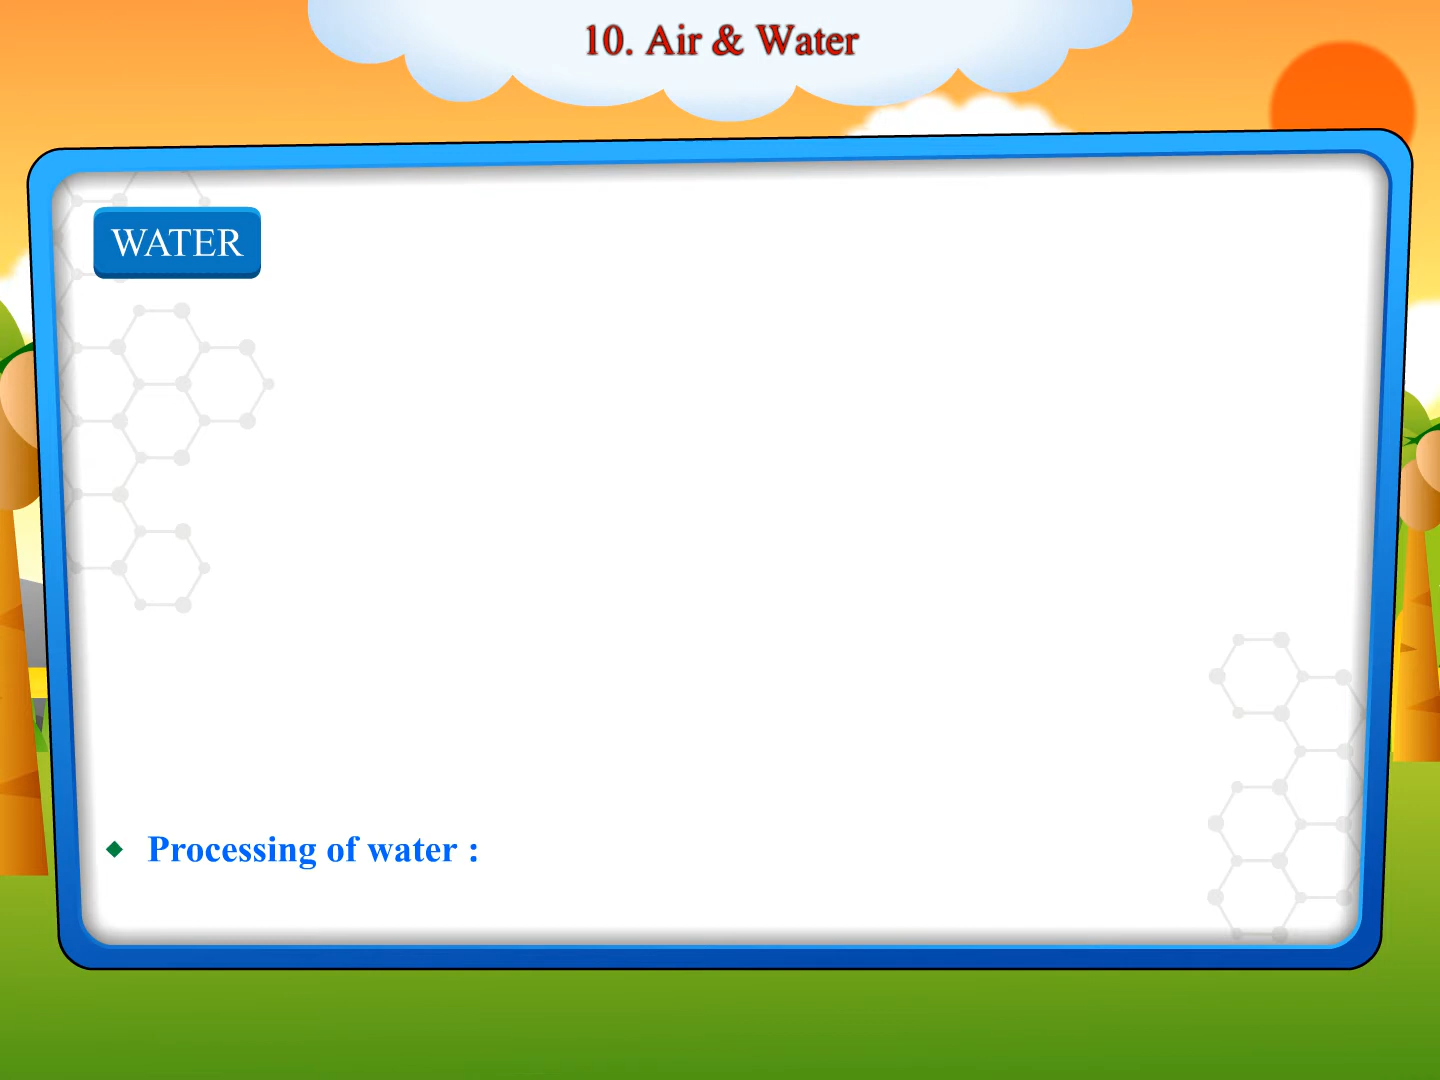 10. Air & Water
WATER
◆ Processing of water :